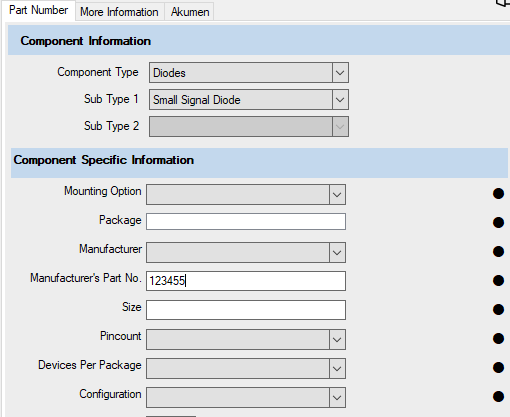 Part Number More Information Akumen
Component Information
Component Type Diodes
Sub Type 1 Small Signal Diode
Sub Type 2
Component Specific Information
Mounting Option
Package
Manufacturer
Manufacturer's Part No. 123455
Size
Pincount
Devices Per Package
Configuration